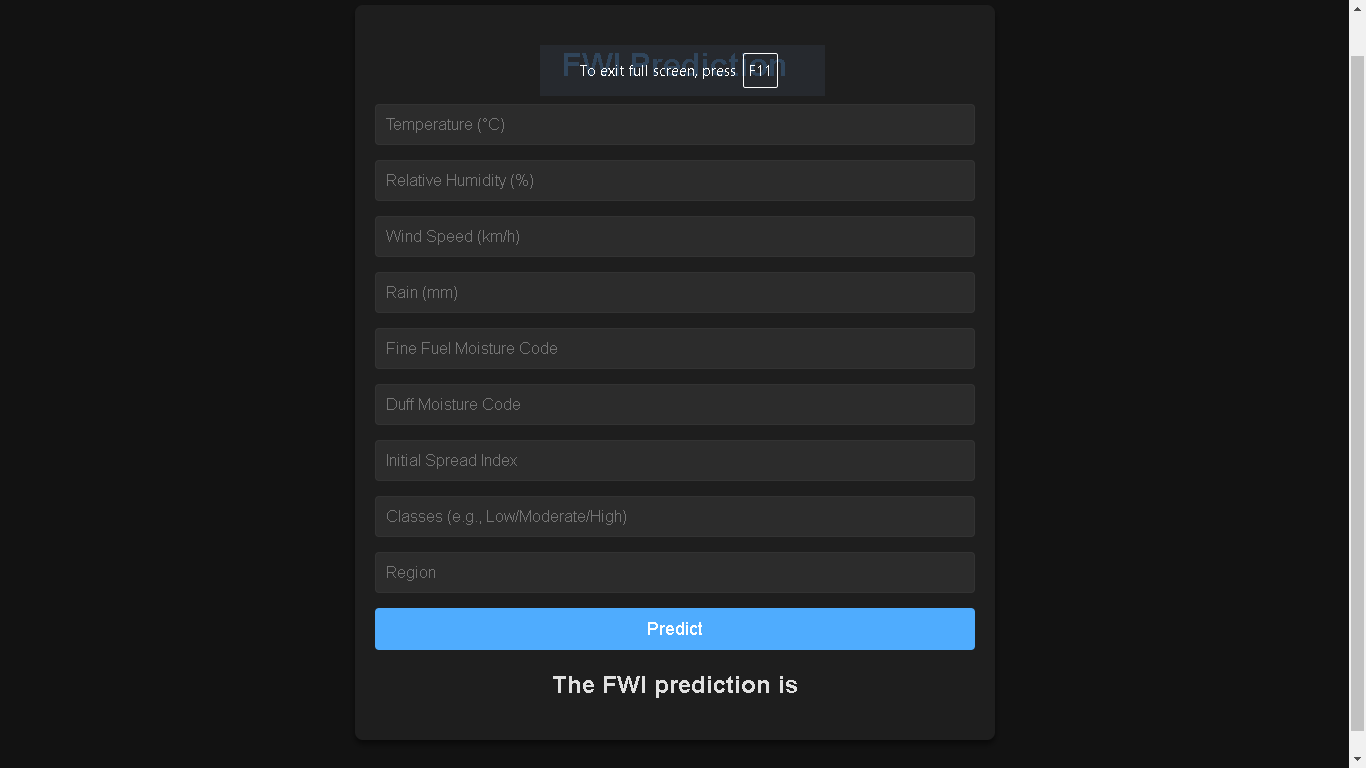 FWI Prediction
To exit full screen, press F11
Temperature (°C)
Relative Humidity (%)
Wind Speed (km/h)
Rain (mm)
Fine Fuel Moisture Code
Duff Moisture Code
Initial Spread Index
Classes (e.g., Low/Moderate/High)
Region
Predict
The FWI prediction is